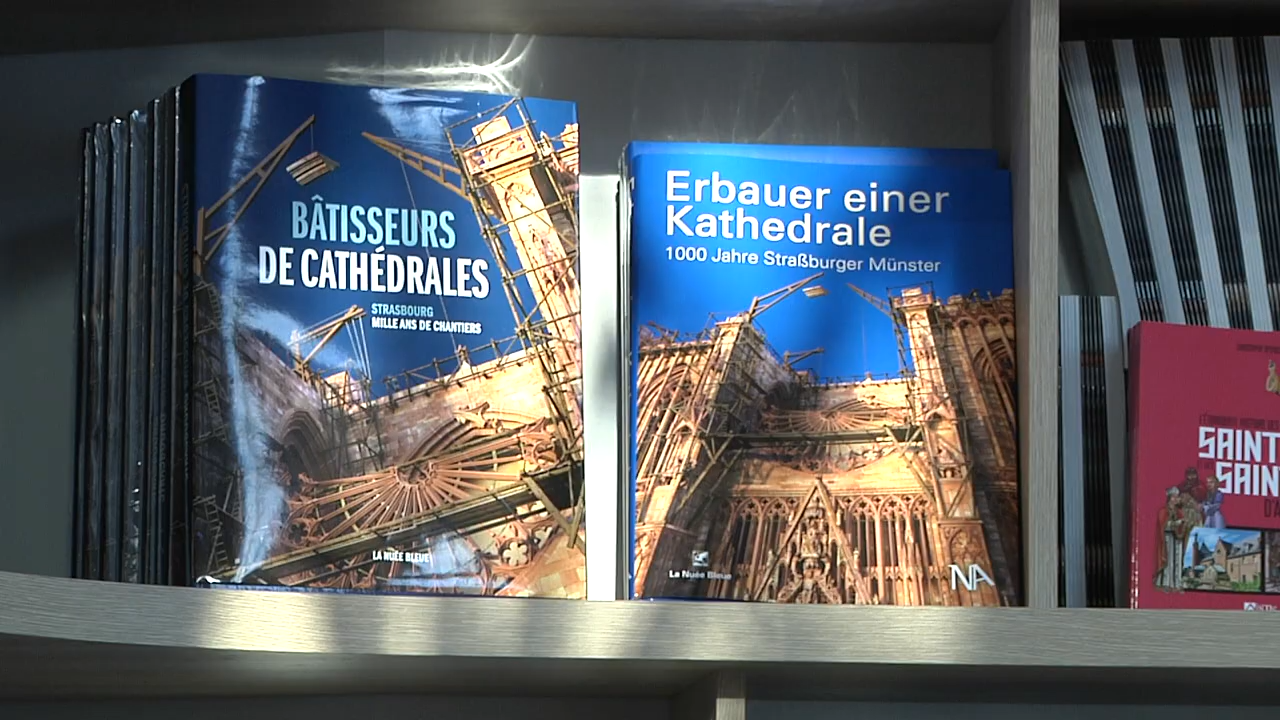 BÂTISSEURS
DE CATHÉDRALES
STRASBOURG
MILLE ANS DE CHANTIERS
LA NUÉE BLEUE
Erbauer einer
Kathedrale
1000 Jahre Straßburger Münster
La Nuée Bleue
NA
SAINT
SAIN